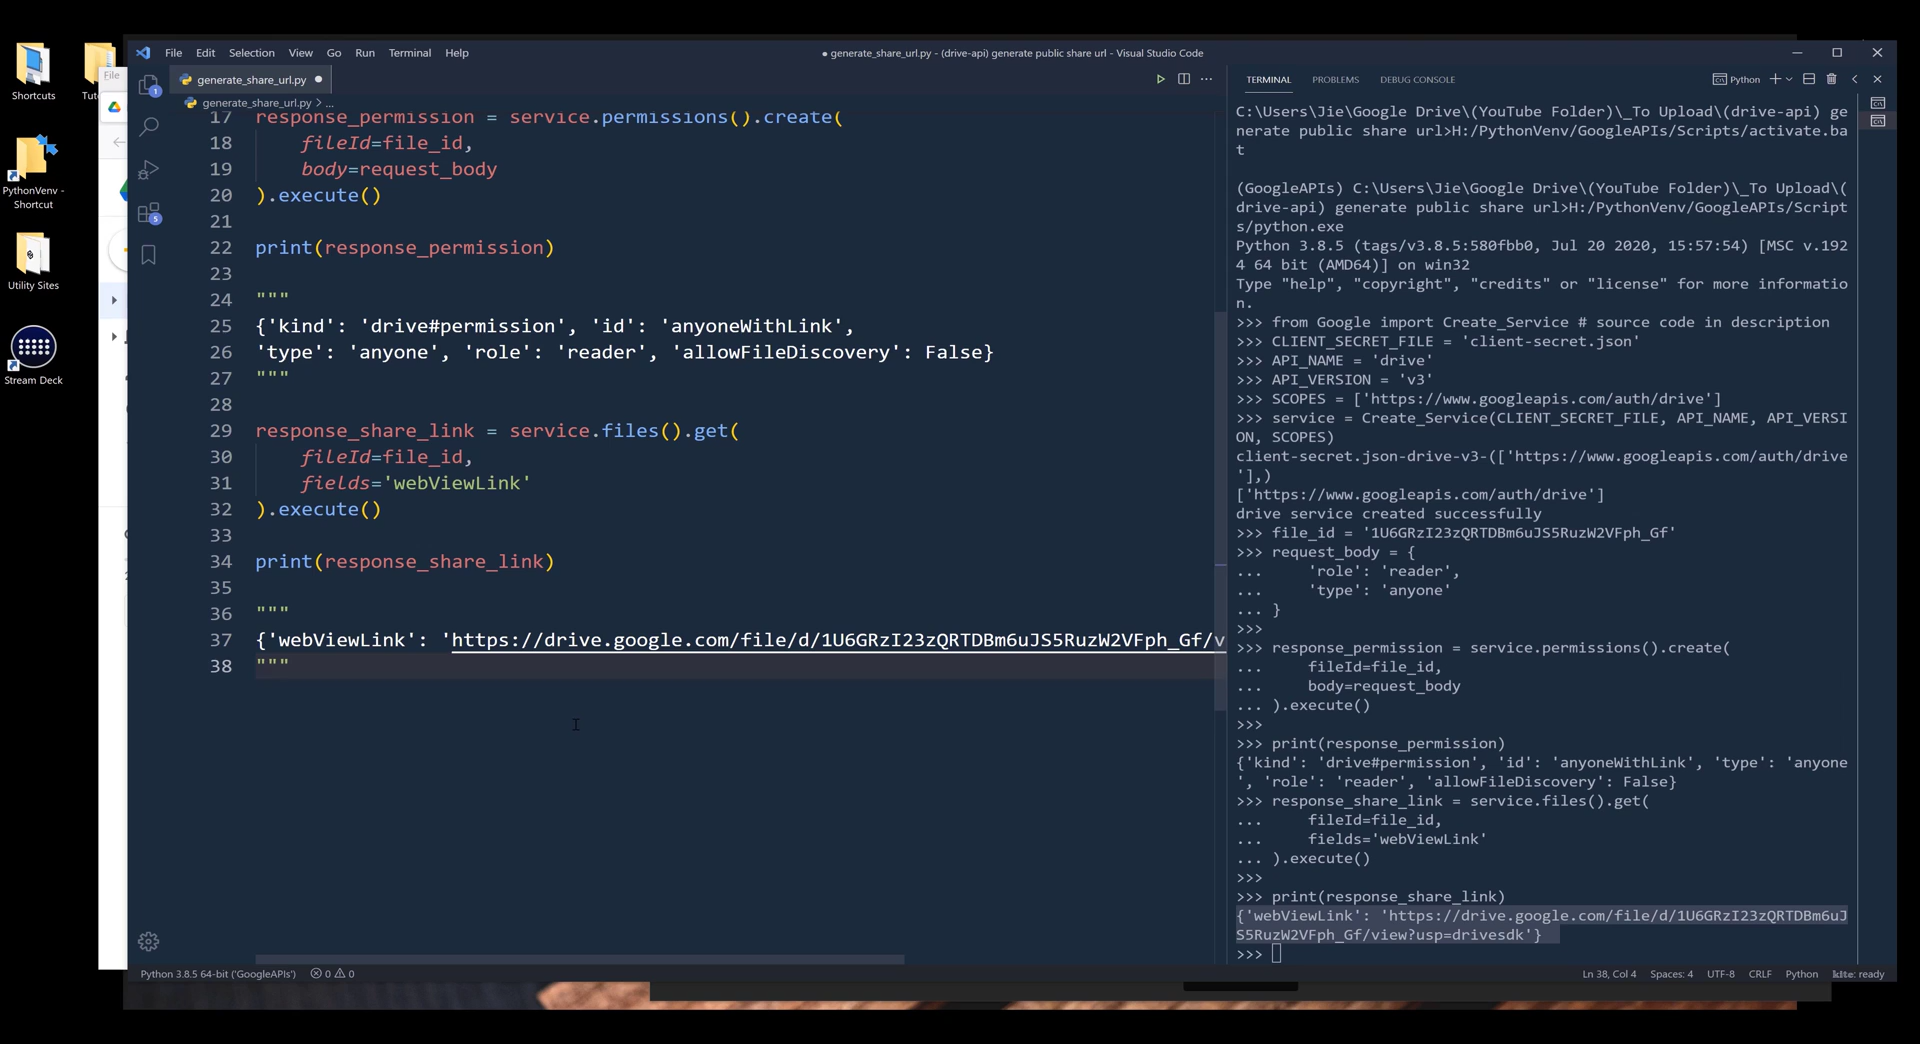 Shortcuts
Tut
PythonVenv -
Shortcut
Utility Sites
Stream Deck
File
File Edit Selection View Go Run Terminal Help
● generate_share_url.py - (drive-api) generate public share url - Visual Studio Code
generate_share_url.py ●
generate_share_url.py > ...
17 response_permission = service.permissions().create(
18     fileId=file_id,
19     body=request_body
20 ).execute()
21
22 print(response_permission)
23
24 """
25 {'kind': 'drive#permission', 'id': 'anyoneWithLink',
26 'type': 'anyone', 'role': 'reader', 'allowFileDiscovery': False}
27 """
28
29 response_share_link = service.files().get(
30     fileId=file_id,
31     fields='webViewLink'
32 ).execute()
33
34 print(response_share_link)
35
36 """
37 {'webViewLink': 'https://drive.google.com/file/d/1U6GRzI23zQRTDBm6uJS5RuzW2VFph_Gf/v
38 """
1
5
TERMINAL PROBLEMS DEBUG CONSOLE
Python
C:\Users\Jie\Google Drive\(YouTube Folder)\_To Upload\(drive-api) ge
nerate public share url>H:/PythonVenv/GoogleAPIs/Scripts/activate.ba
t
(GoogleAPIs) C:\Users\Jie\Google Drive\(YouTube Folder)\_To Upload\(
drive-api) generate public share url>H:/PythonVenv/GoogleAPIs/Script
s/python.exe
Python 3.8.5 (tags/v3.8.5:580fbb0, Jul 20 2020, 15:57:54) [MSC v.192
4 64 bit (AMD64)] on win32
Type "help", "copyright", "credits" or "license" for more informatio
n.
>>> from Google import Create_Service # source code in description
>>> CLIENT_SECRET_FILE = 'client-secret.json'
>>> API_NAME = 'drive'
>>> API_VERSION = 'v3'
>>> SCOPES = ['https://www.googleapis.com/auth/drive']
>>> service = Create_Service(CLIENT_SECRET_FILE, API_NAME, API_VERSI
ON, SCOPES)
client-secret.json-drive-v3-(['https://www.googleapis.com/auth/drive
'],)
['https://www.googleapis.com/auth/drive']
drive service created successfully
>>> file_id = '1U6GRzI23zQRTDBm6uJS5RuzW2VFph_Gf'
>>> request_body = {
...     'role': 'reader',
...     'type': 'anyone'
... }
>>>
>>> response_permission = service.permissions().create(
...     fileId=file_id,
...     body=request_body
... ).execute()
>>>
>>> print(response_permission)
{'kind': 'drive#permission', 'id': 'anyoneWithLink', 'type': 'anyone
', 'role': 'reader', 'allowFileDiscovery': False}
>>> response_share_link = service.files().get(
...     fileId=file_id,
...     fields='webViewLink'
... ).execute()
>>>
>>> print(response_share_link)
{'webViewLink': 'https://drive.google.com/file/d/1U6GRzI23zQRTDBm6uJ
S5RuzW2VFph_Gf/view?usp=drivesdk'}
>>>
Python 3.8.5 64-bit ('GoogleAPIs') 0 0
Ln 38, Col 4 Spaces: 4 UTF-8 CRLF Python kite: ready